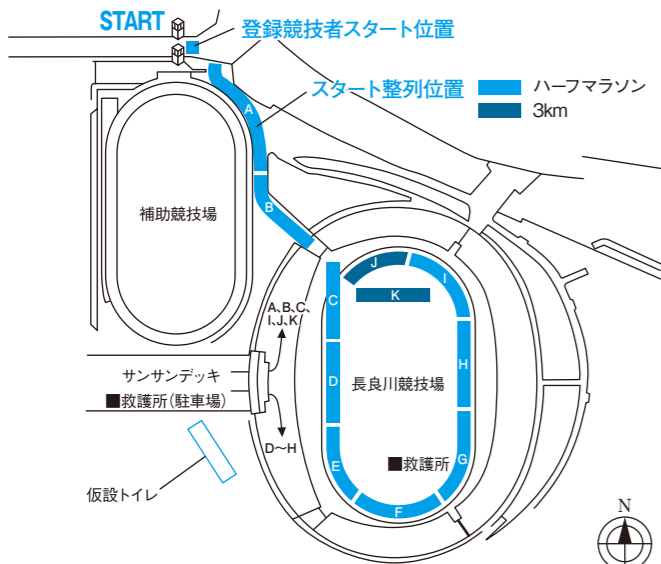 START
登録競技者スタート位置
スタート整列位置
ハーフマラソン
3km
A
B
補助競技場
J
I
K
C
A、B、C、
I、J、K
H
サンサンデッキ
D
長良川競技場
■救護所(駐車場)
D〜H
E
■救護所
G
仮設トイレ
F
N